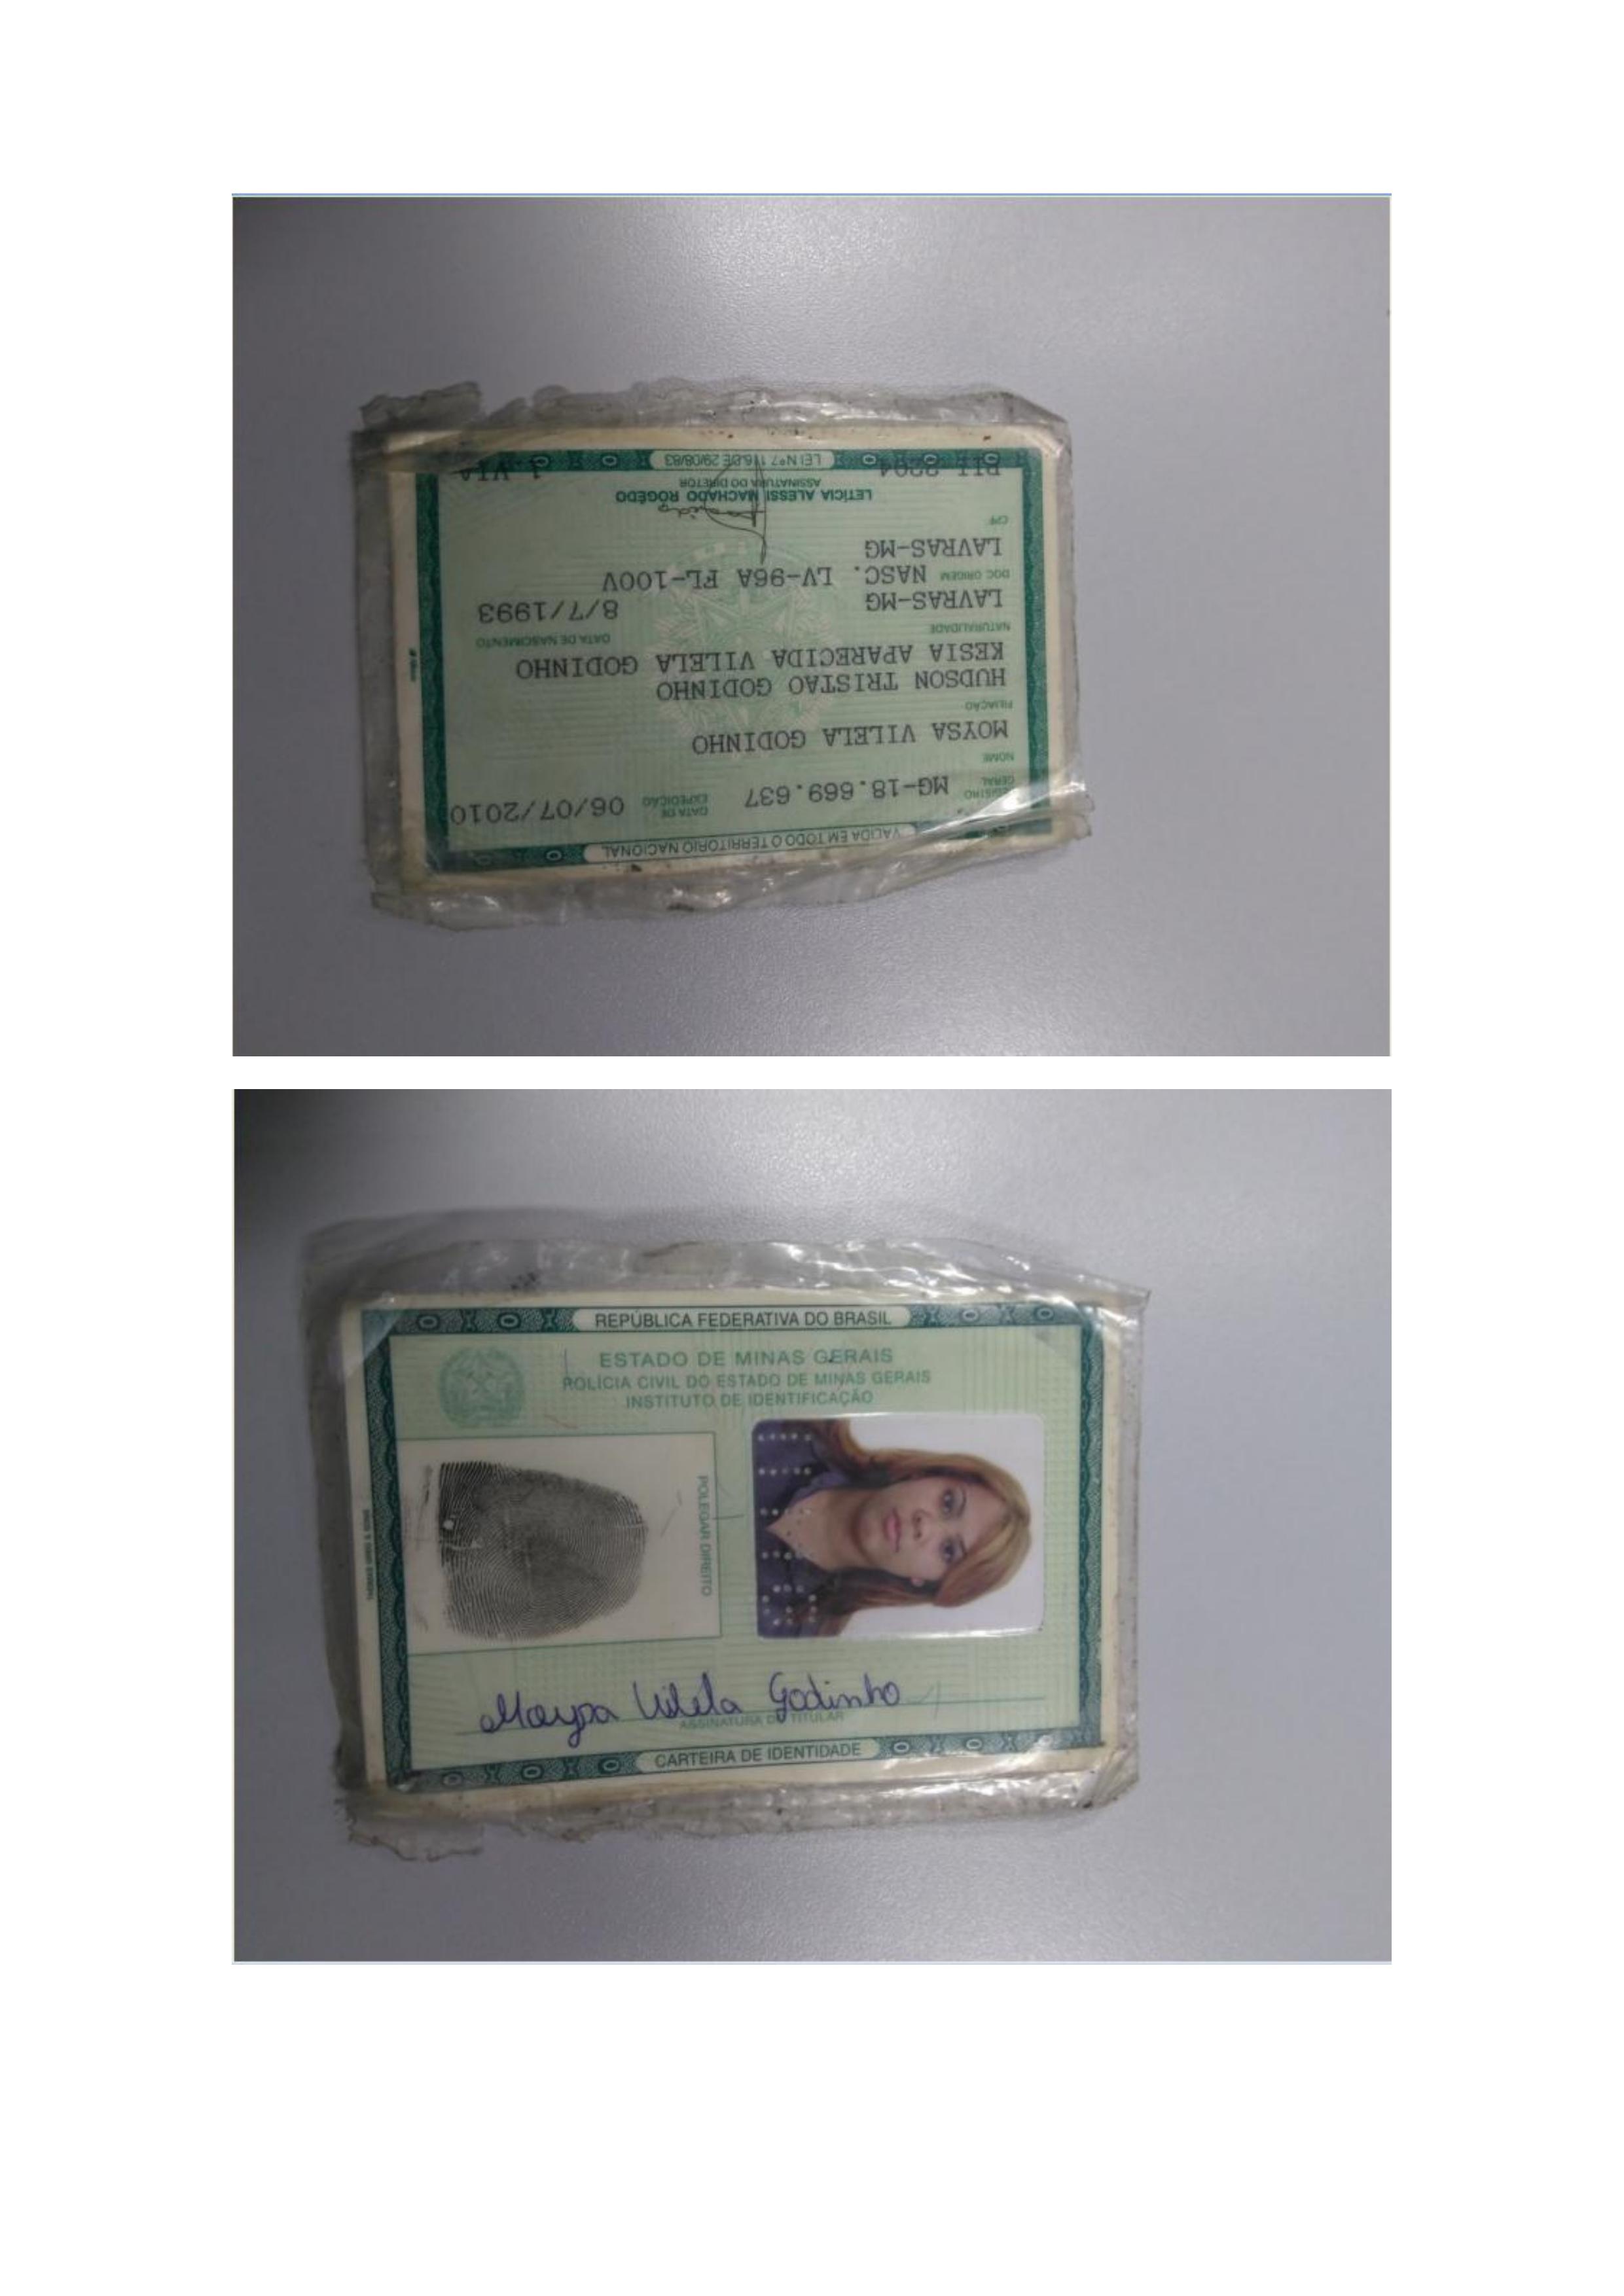 VÁLIDA EM TODO O TERRITÓRIO NACIONAL
REGISTRO GERAL MG-18.669.637 DATA DE EXPEDIÇÃO 06/07/2010
NOME
MOYSA VILELA GODINHO
FILIAÇÃO
HUDSON TRISTAO GODINHO
KESIA APARECIDA VILELA GODINHO
NATURALIDADE DATA DE NASCIMENTO
LAVRAS-MG 8/7/1993
DOC ORIGEM NASC. LV-96A FL-100V
LAVRAS-MG
CPF
LETÍCIA ALESSI MACHADO ROGÊDO
ASSINATURA DO DIRETOR
LEI Nº 7.116 DE 29/08/83
1 VIA
REPÚBLICA FEDERATIVA DO BRASIL
ESTADO DE MINAS GERAIS
POLÍCIA CIVIL DO ESTADO DE MINAS GERAIS
INSTITUTO DE IDENTIFICAÇÃO
POLEGAR DIREITO
Moysa Vilela Godinho
ASSINATURA DO TITULAR
CARTEIRA DE IDENTIDADE